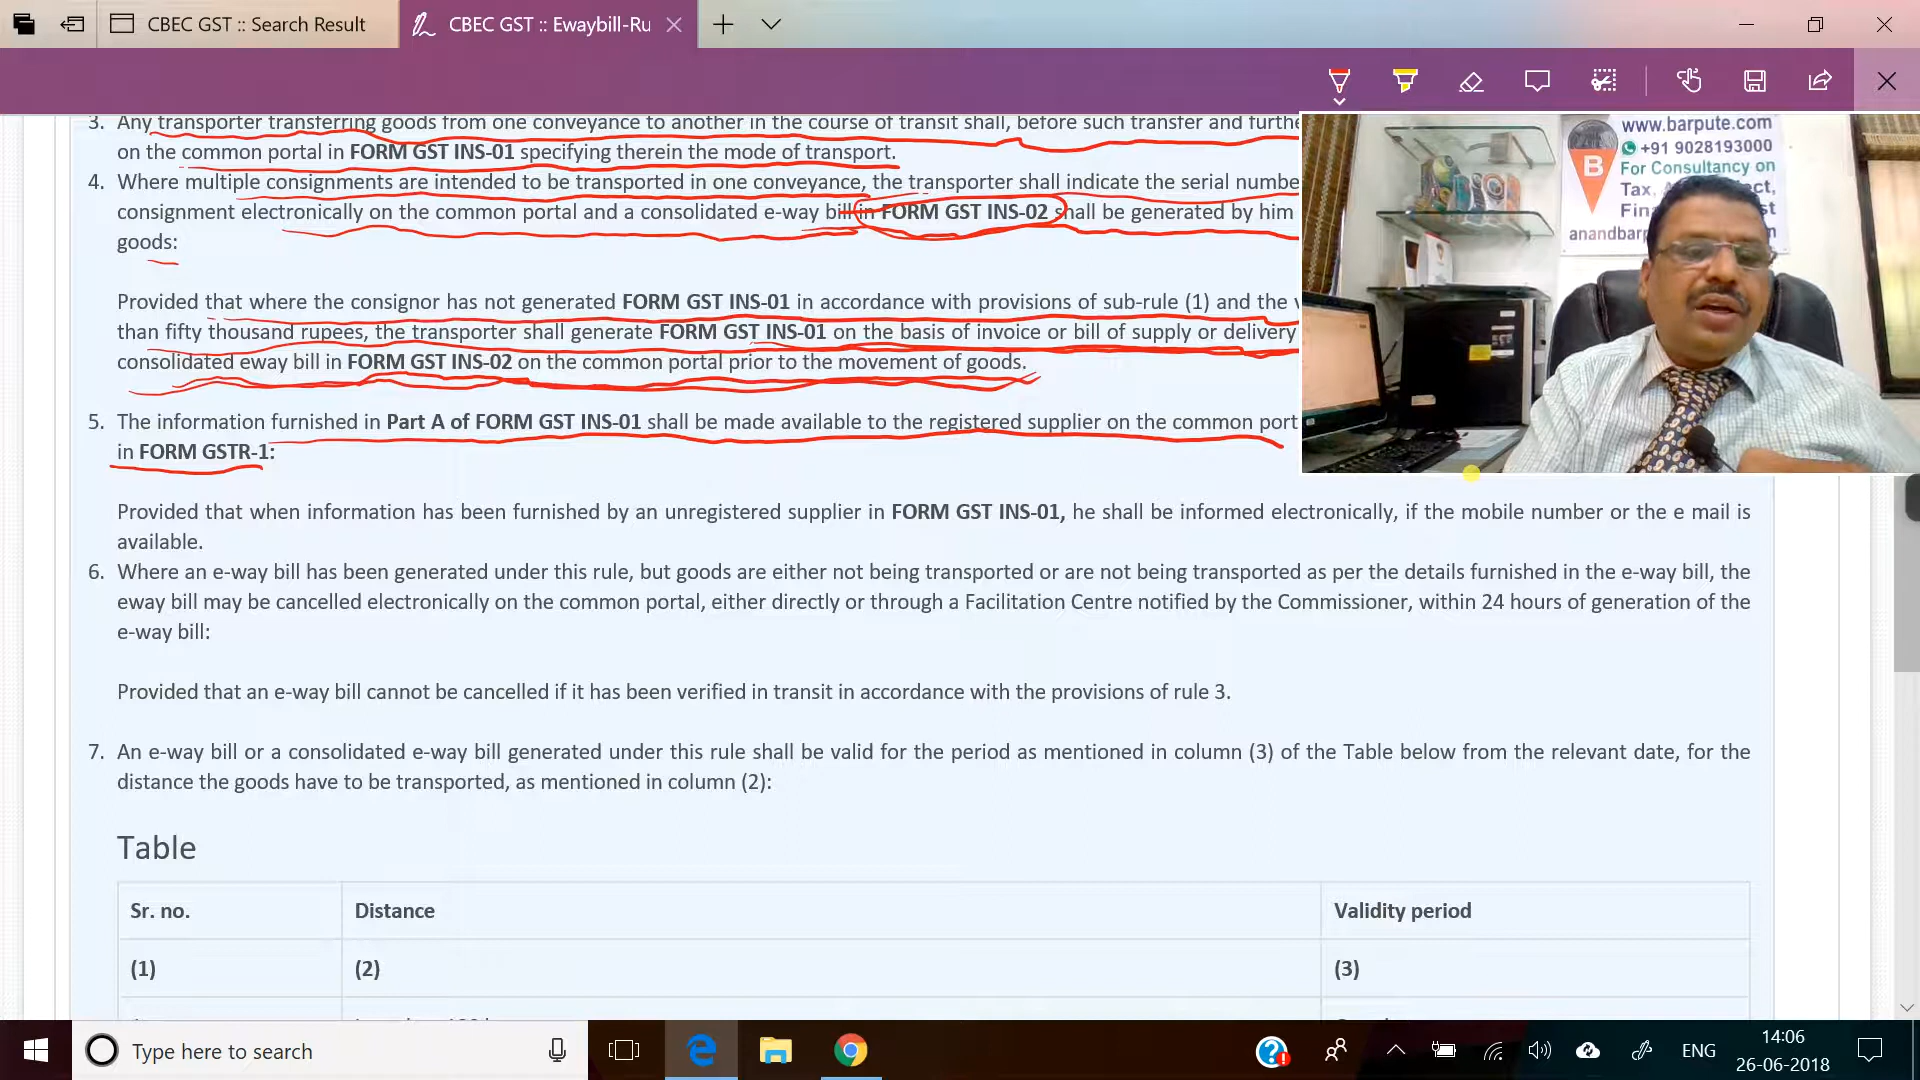 CBEC GST :: Search Result
CBEC GST :: Ewaybill-Ru
3. Any transporter transferring goods from one conveyance to another in the course of transit shall, before such transfer and furthe
on the common portal in FORM GST INS-01 specifying therein the mode of transport.
4. Where multiple consignments are intended to be transported in one conveyance, the transporter shall indicate the serial numbe
consignment electronically on the common portal and a consolidated e-way bill in FORM GST INS-02 shall be generated by him
goods:
Provided that where the consignor has not generated FORM GST INS-01 in accordance with provisions of sub-rule (1) and the v
than fifty thousand rupees, the transporter shall generate FORM GST INS-01 on the basis of invoice or bill of supply or delivery
consolidated eway bill in FORM GST INS-02 on the common portal prior to the movement of goods.
5. The information furnished in Part A of FORM GST INS-01 shall be made available to the registered supplier on the common port
in FORM GSTR-1:
Provided that when information has been furnished by an unregistered supplier in FORM GST INS-01, he shall be informed electronically, if the mobile number or the e mail is
available.
6. Where an e-way bill has been generated under this rule, but goods are either not being transported or are not being transported as per the details furnished in the e-way bill, the
eway bill may be cancelled electronically on the common portal, either directly or through a Facilitation Centre notified by the Commissioner, within 24 hours of generation of the
e-way bill:
Provided that an e-way bill cannot be cancelled if it has been verified in transit in accordance with the provisions of rule 3.
7. An e-way bill or a consolidated e-way bill generated under this rule shall be valid for the period as mentioned in column (3) of the Table below from the relevant date, for the
distance the goods have to be transported, as mentioned in column (2):
Table
Sr. no. Distance Validity period
(1) (2) (3)
www.barpute.com
+91 9028193000
For Consultancy on
Tax,
Fin
anandbarp
B
Type here to search
ENG
14:06
26-06-2018